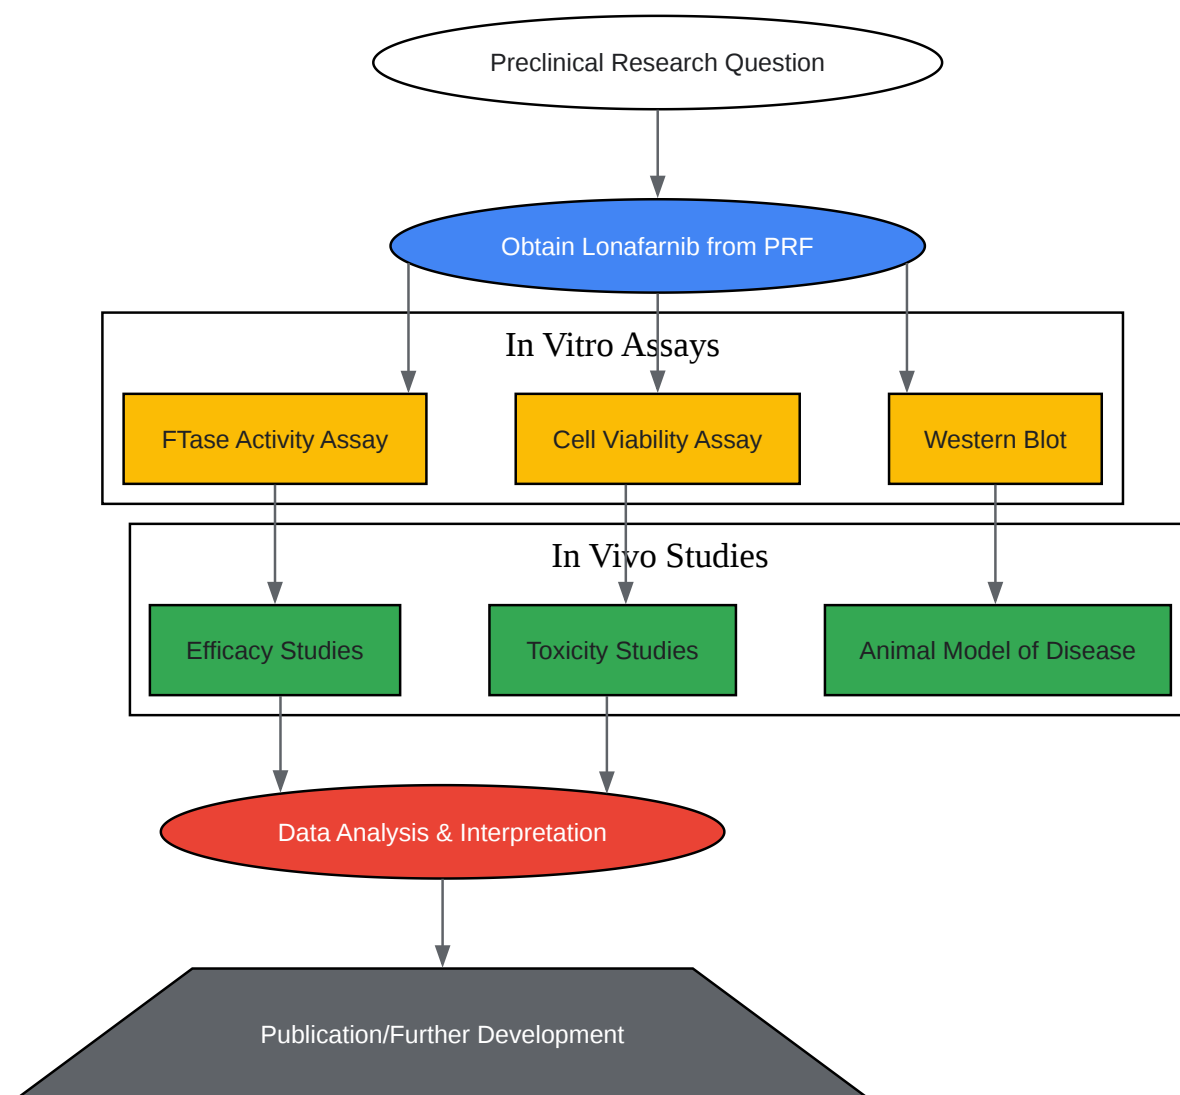 Preclinical Research Question
Obtain Lonafarnib from PRF
In Vitro Assays
FTase Activity Assay
Cell Viability Assay
Western Blot
In Vivo Studies
Efficacy Studies
Toxicity Studies
Animal Model of Disease
Data Analysis & Interpretation
Publication/Further Development